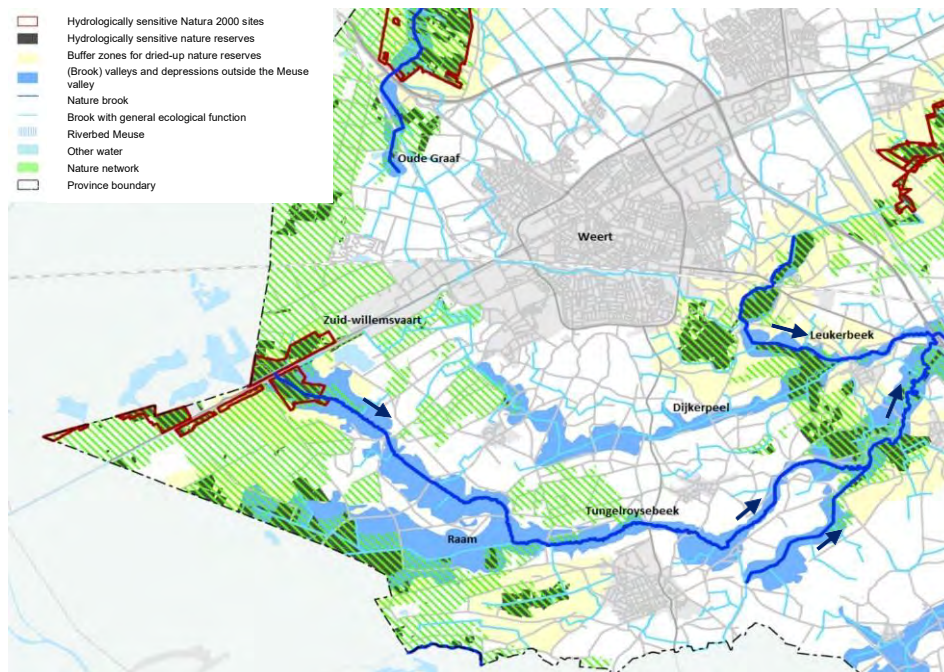 Hydrologically sensitive Natura 2000 sites
Hydrologically sensitive nature reserves
Buffer zones for dried-up nature reserves
(Brook) valleys and depressions outside the Meuse
valley
Nature brook
Brook with general ecological function
Riverbed Meuse
Other water
Nature network
Province boundary
Oude Graaf
Weert
Zuid-willemsvaart
Leukerbeek
Dijkerpeel
Tungelroysebeek
Raam